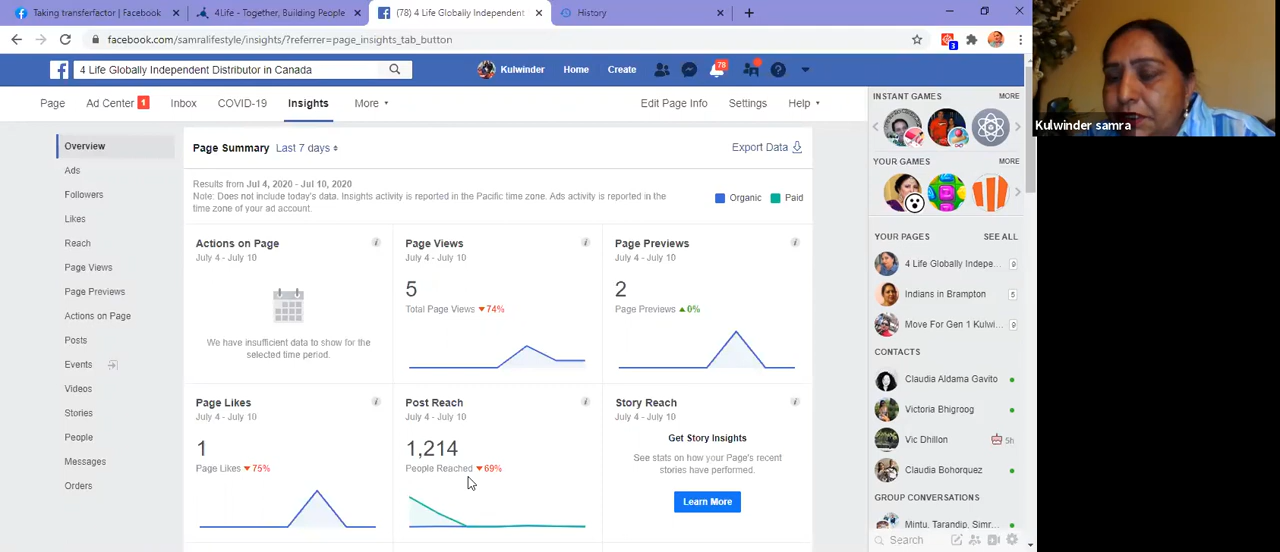 Taking transferfactor | Facebook
4Life - Together, Building People
(78) 4 Life Globally Independent
History
facebook.com/samralifestyle/insights/?referrer=page_insights_tab_button
3
4 Life Globally Independent Distributor in Canada
Kulwinder
Home
Create
78
Page
Ad Center 1
Inbox
COVID-19
Insights
More
Edit Page Info
Settings
Help
Overview
Ads
Followers
Likes
Reach
Page Views
Page Previews
Actions on Page
Posts
Events
Videos
Stories
People
Messages
Orders
Page Summary Last 7 days
Export Data
Results from Jul 4, 2020 - Jul 10, 2020
Note: Does not include today's data. Insights activity is reported in the Pacific time zone. Ads activity is reported in the
time zone of your ad account.
Organic
Paid
Actions on Page
July 4 - July 10
We have insufficient data to show for the
selected time period.
Page Views
July 4 - July 10
5
Total Page Views 74%
Page Previews
July 4 - July 10
2
Page Previews 0%
Page Likes
July 4 - July 10
1
Page Likes 75%
Post Reach
July 4 - July 10
1,214
People Reached 69%
Story Reach
July 4 - July 10
Get Story Insights
See stats on how your Page's recent
stories have performed.
Learn More
INSTANT GAMES
MORE
YOUR GAMES
MORE
YOUR PAGES
SEE ALL
4 Life Globally Indepe... 9
Indians in Brampton 5
Move For Gen 1 Kulwi... 9
CONTACTS
Claudia Aldama Gavito
Victoria Bhigroog
Vic Dhillon 5h
Claudia Bohorquez
GROUP CONVERSATIONS
Mintu, Tarandip, Simr...
Search
Kulwinder samra